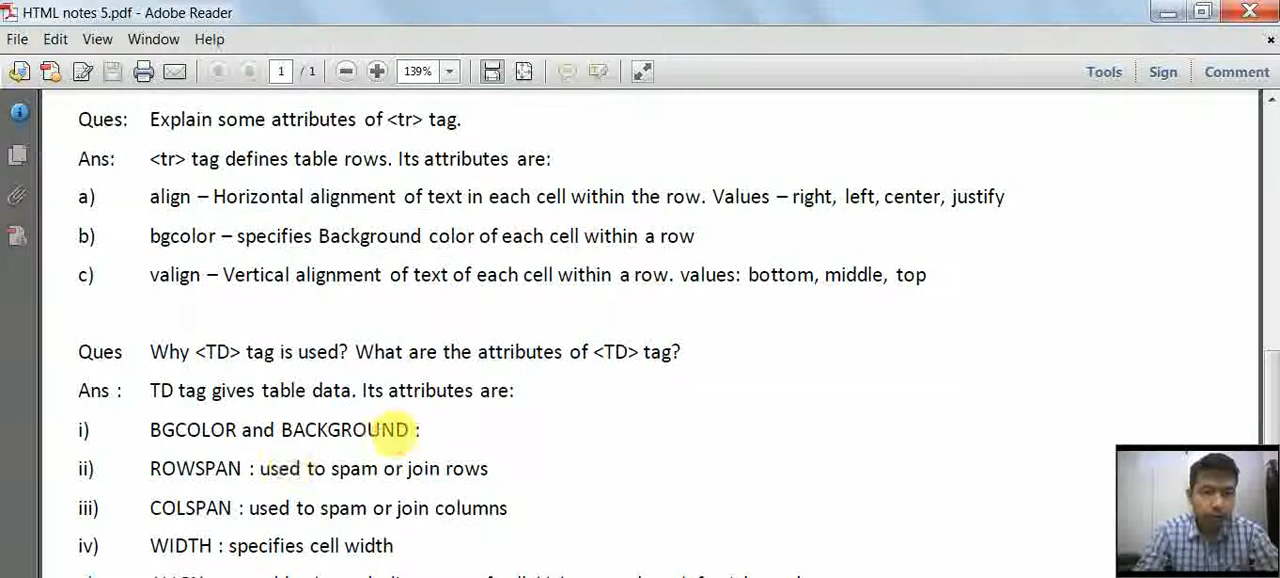 HTML notes 5.pdf - Adobe Reader
File Edit View Window Help
1 / 1 139% Tools Sign Comment
Ques: Explain some attributes of <tr> tag.
Ans: <tr> tag defines table rows. Its attributes are:
a) align – Horizontal alignment of text in each cell within the row. Values – right, left, center, justify
b) bgcolor – specifies Background color of each cell within a row
c) valign – Vertical alignment of text of each cell within a row. values: bottom, middle, top
Ques Why <TD> tag is used? What are the attributes of <TD> tag?
Ans : TD tag gives table data. Its attributes are:
i) BGCOLOR and BACKGROUND :
ii) ROWSPAN : used to spam or join rows
iii) COLSPAN : used to spam or join columns
iv) WIDTH : specifies cell width